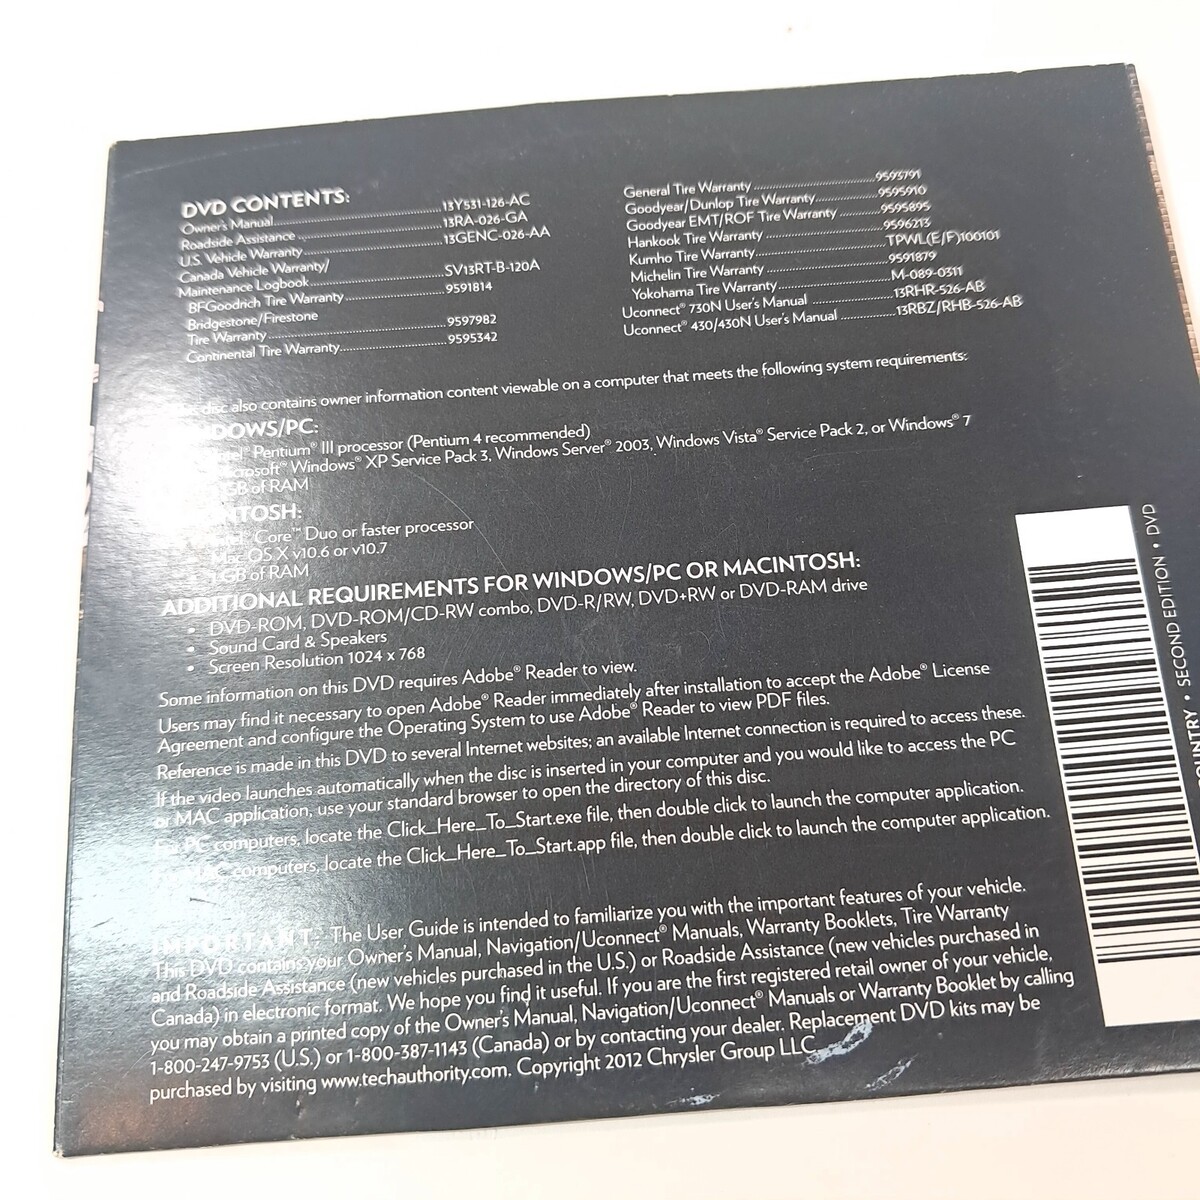 DVD CONTENTS:
Owner's Manual 13Y531-126-AC
Roadside Assistance 13RA-026-GA
U.S. Vehicle Warranty 13GENC-026-AA
Canada Vehicle Warranty/
Maintenance Logbook SV13RT-B-120A
BFGoodrich Tire Warranty 9591814
Bridgestone/Firestone
Tire Warranty 9597982
Continental Tire Warranty 9595342
General Tire Warranty 9595791
Goodyear/Dunlop Tire Warranty 9595910
Goodyear EMT/ROF Tire Warranty 9595895
Hankook Tire Warranty 9596213
Kumho Tire Warranty TPWL(E/F)100101
Michelin Tire Warranty 9591879
Yokohama Tire Warranty M-089-0311
Uconnect® 730N User's Manual 13RHR-526-AB
Uconnect® 430/430N User's Manual 13RBZ/RHB-526-AB
disc also contains owner information content viewable on a computer that meets the following system requirements:
WINDOWS/PC:
Intel® Pentium® III processor (Pentium 4 recommended)
Microsoft® Windows® XP Service Pack 3, Windows Server® 2003, Windows Vista® Service Pack 2, or Windows® 7
GB of RAM
MACINTOSH:
Intel® Core™ Duo or faster processor
Mac OS X v10.6 or v10.7
1 GB of RAM
ADDITIONAL REQUIREMENTS FOR WINDOWS/PC OR MACINTOSH:
• DVD-ROM, DVD-ROM/CD-RW combo, DVD-R/RW, DVD+RW or DVD-RAM drive
• Sound Card & Speakers
• Screen Resolution 1024 x 768
Some information on this DVD requires Adobe® Reader to view.
Users may find it necessary to open Adobe® Reader immediately after installation to accept the Adobe® License
Agreement and configure the Operating System to use Adobe® Reader to view PDF files.
Reference is made in this DVD to several Internet websites; an available Internet connection is required to access these.
If the video launches automatically when the disc is inserted in your computer and you would like to access the PC
or MAC application, use your standard browser to open the directory of this disc.
For PC computers, locate the Click_Here_To_Start.exe file, then double click to launch the computer application.
For MAC computers, locate the Click_Here_To_Start.app file, then double click to launch the computer application.
IMPORTANT: The User Guide is intended to familiarize you with the important features of your vehicle.
This DVD contains your Owner's Manual, Navigation/Uconnect® Manuals, Warranty Booklets, Tire Warranty
and Roadside Assistance (new vehicles purchased in the U.S.) or Roadside Assistance (new vehicles purchased in
Canada) in electronic format. We hope you find it useful. If you are the first registered retail owner of your vehicle,
you may obtain a printed copy of the Owner's Manual, Navigation/Uconnect® Manuals or Warranty Booklet by calling
1-800-247-9753 (U.S.) or 1-800-387-1143 (Canada) or by contacting your dealer. Replacement DVD kits may be
purchased by visiting www.techauthority.com. Copyright 2012 Chrysler Group LLC
• SECOND EDITION • DVD